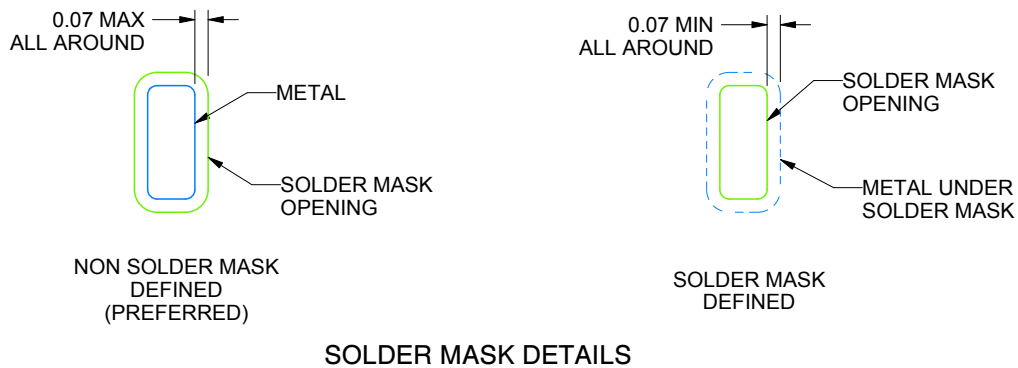 0.07 MAX
ALL AROUND
METAL
SOLDER MASK
OPENING
NON SOLDER MASK
DEFINED
(PREFERRED)
0.07 MIN
ALL AROUND
SOLDER MASK
OPENING
METAL UNDER
SOLDER MASK
SOLDER MASK
DEFINED
SOLDER MASK DETAILS